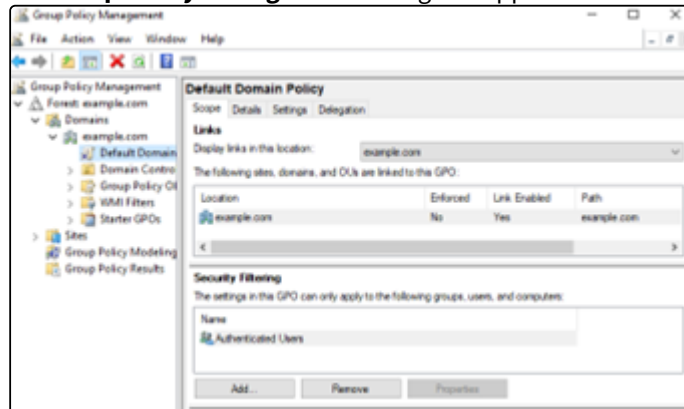 Group Policy Management
File Action View Window Help
Group Policy Management
Forest: example.com
Domains
example.com
Default Domain
Domain Contro
Group Policy Ob
WMI Filters
Starter GPOs
Sites
Group Policy Modeling
Group Policy Results
Default Domain Policy
Scope Details Settings Delegation
Links
Display links in this location: example.com
The following sites, domains, and OUs are linked to this GPO:
Location Enforced Link Enabled Path
example.com No Yes example.com
Security Filtering
The settings in this GPO can only apply to the following groups, users, and computers:
Name
Authenticated Users
Add... Remove Properties